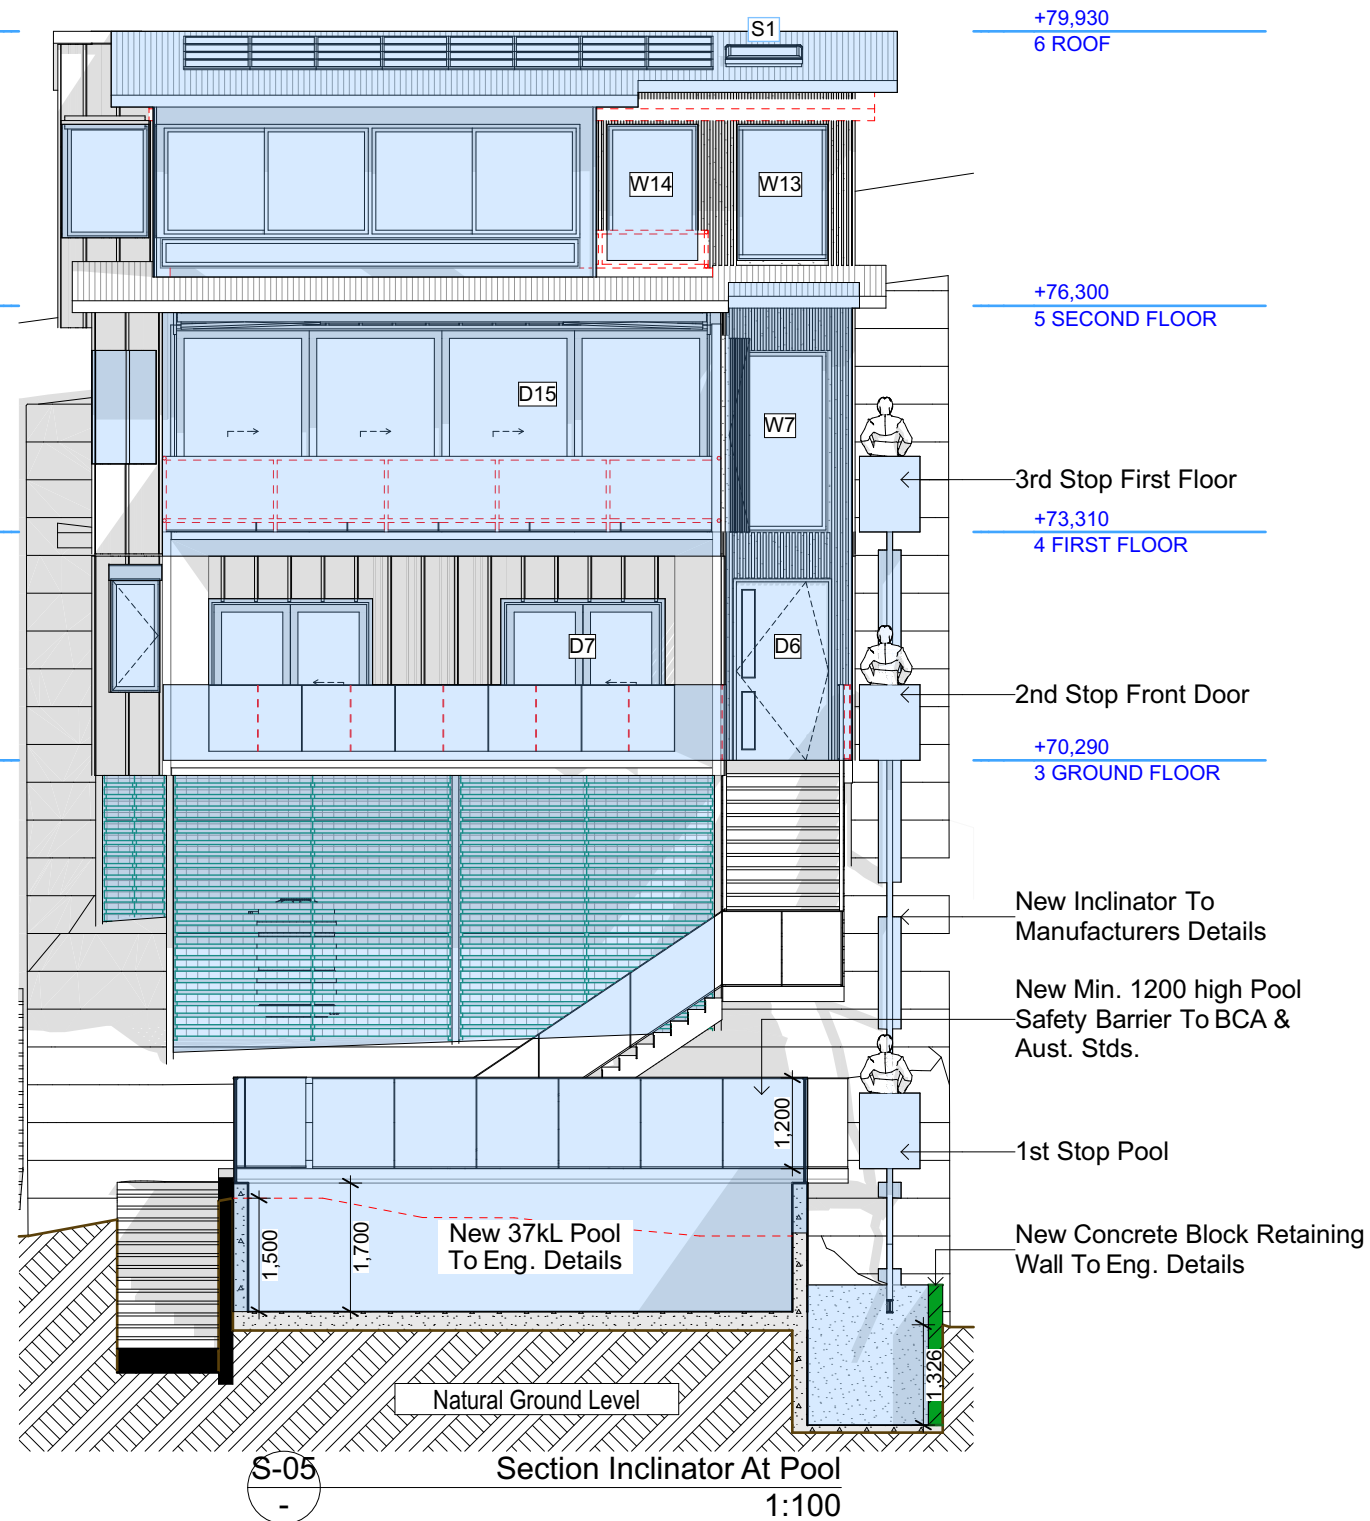 S1
+79,930
6 ROOF
W14
W13
+76,300
5 SECOND FLOOR
D15
W7
3rd Stop First Floor
+73,310
4 FIRST FLOOR
D7
D6
2nd Stop Front Door
+70,290
3 GROUND FLOOR
New Inclinator To
Manufacturers Details
New Min. 1200 high Pool
Safety Barrier To BCA &
Aust. Stds.
1,200
1st Stop Pool
1,500
1,700
New 37kL Pool
To Eng. Details
New Concrete Block Retaining
Wall To Eng. Details
1,326
Natural Ground Level
S-05
Section Inclinator At Pool
-
1:100